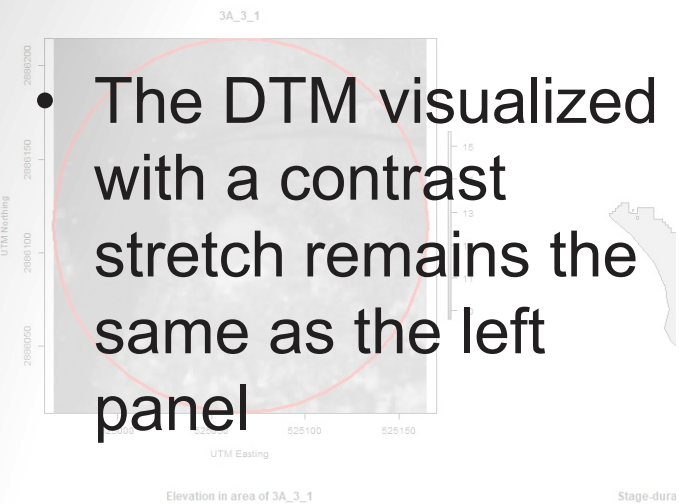 3A_3_1
• The DTM visualized
with a contrast
stretch remains the
same as the left
panel
2886200
2886150
2886100
2886050
UTM Northing
13
525100
525150
UTM Easting
Elevation in area of 3A_3_1
Stage-dura